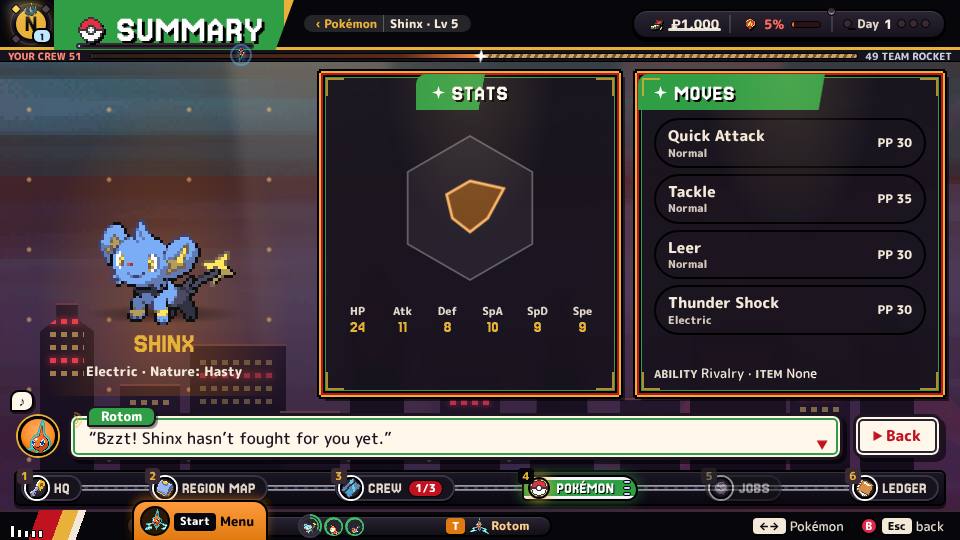 N
1
SUMMARY
‹ Pokémon | Shinx · Lv 5
₽1,000
5%
Day 1
YOUR CREW 51
49 TEAM ROCKET
STATS
HP Atk Def SpA SpD Spe
24 11 8 10 9 9
MOVES
Quick Attack
Normal
PP 30
Tackle
Normal
PP 35
Leer
Normal
PP 30
Thunder Shock
Electric
PP 30
ABILITY Rivalry · ITEM None
SHINX
Electric · Nature: Hasty
♪
Rotom
“Bzzt! Shinx hasn’t fought for you yet.”
Back
1 HQ
2 REGION MAP
3 CREW 1/3
4 POKÉMON
5 JOBS
6 LEDGER
Start Menu
T Rotom
←→ Pokémon
B Esc back